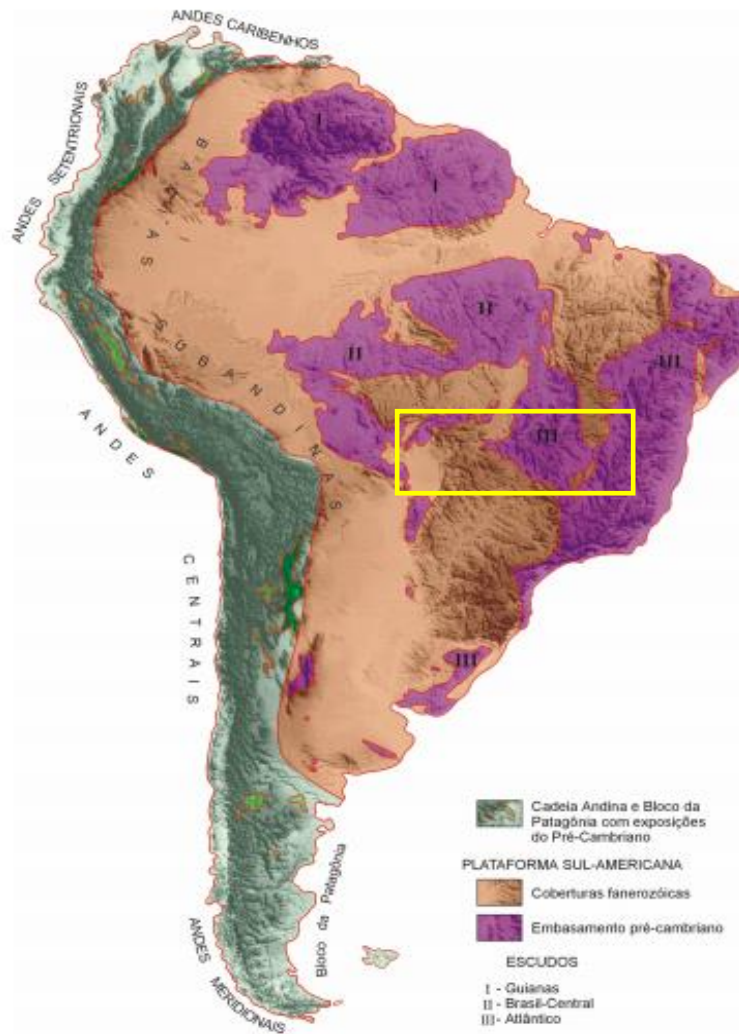 ANDES CARIBENHOS
ANDES SETENTRIONAIS
BACIAS
SUBANDINAS
I
I
II
II
III
III
III
ANDES
CENTRAIS
Bloco da Patagônia
ANDES MERIDIONAIS
Cadeia Andina e Bloco da
Patagônia com exposições
do Pré-Cambriano
PLATAFORMA SUL-AMERICANA
Coberturas fanerozóicas
Embasamento pré-cambriano
ESCUDOS
I - Guianas
II - Brasil-Central
III - Atlântico